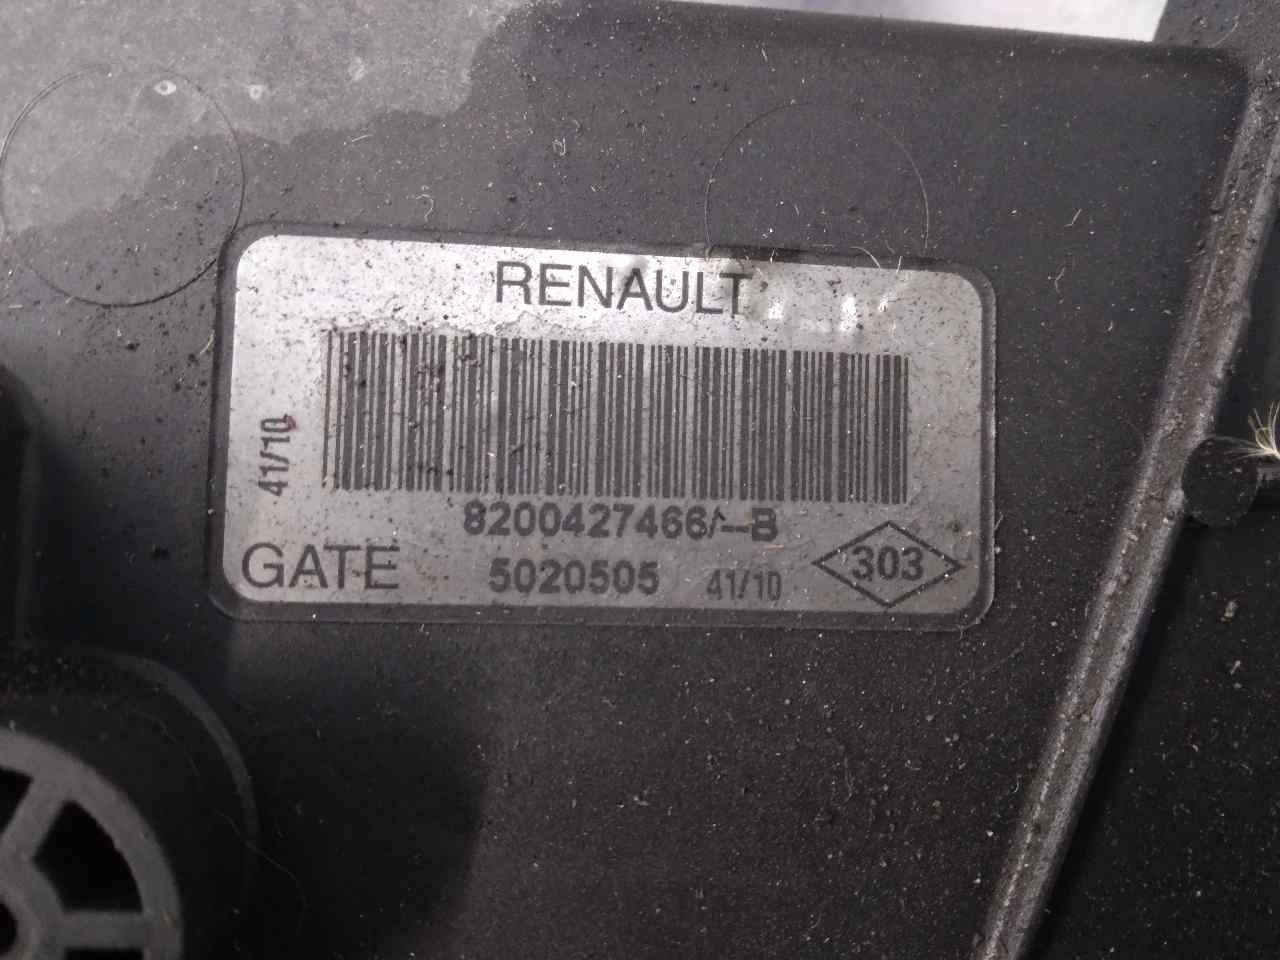 RENAULT
41/10
8200427466/--B
GATE 5020505 41/10 303